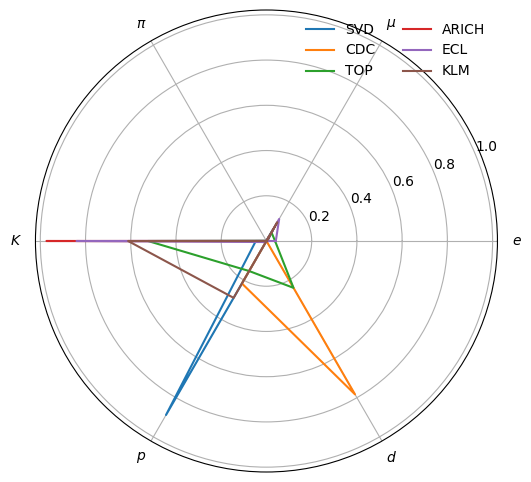 π
μ
SVD ARICH
CDC ECL
TOP KLM
1.0
0.8
0.6
0.4
0.2
K
e
p
d